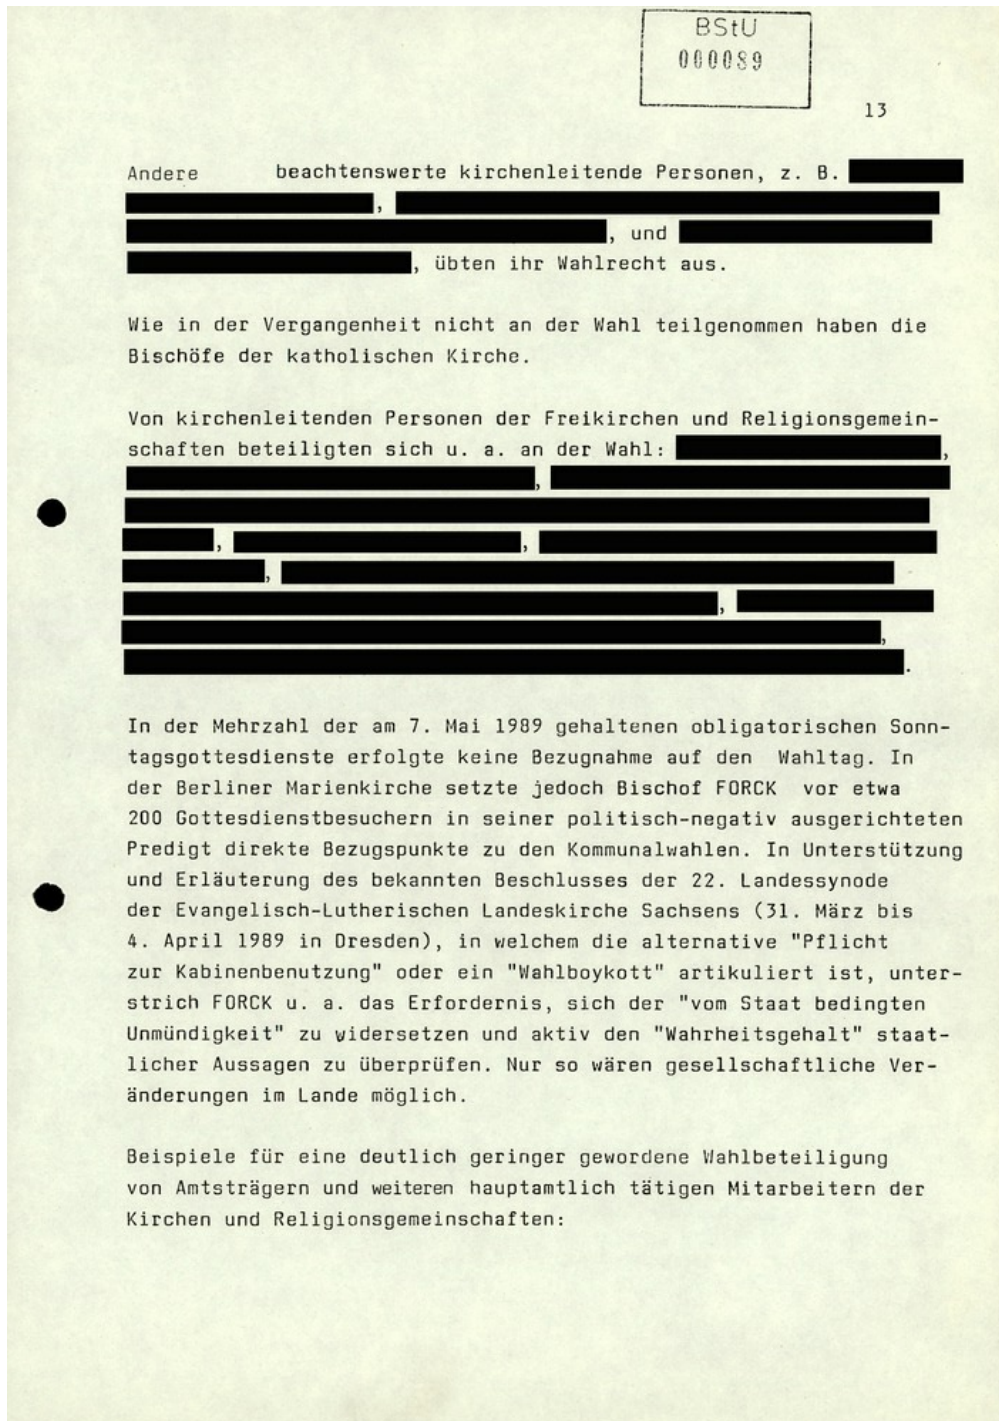 BStU
000089
13
Andere beachtenswerte kirchenleitende Personen, z. B.
,
, und
, übten ihr Wahlrecht aus.
Wie in der Vergangenheit nicht an der Wahl teilgenommen haben die
Bischöfe der katholischen Kirche.
Von kirchenleitenden Personen der Freikirchen und Religionsgemein-
schaften beteiligten sich u. a. an der Wahl: ,
,
, ,
,
,
,
.
In der Mehrzahl der am 7. Mai 1989 gehaltenen obligatorischen Sonn-
tagsgottesdienste erfolgte keine Bezugnahme auf den Wahltag. In
der Berliner Marienkirche setzte jedoch Bischof FORCK vor etwa
200 Gottesdienstbesuchern in seiner politisch-negativ ausgerichteten
Predigt direkte Bezugspunkte zu den Kommunalwahlen. In Unterstützung
und Erläuterung des bekannten Beschlusses der 22. Landessynode
der Evangelisch-Lutherischen Landeskirche Sachsens (31. März bis
4. April 1989 in Dresden), in welchem die alternative "Pflicht
zur Kabinenbenutzung" oder ein "Wahlboykott" artikuliert ist, unter-
strich FORCK u. a. das Erfordernis, sich der "vom Staat bedingten
Unmündigkeit" zu widersetzen und aktiv den "Wahrheitsgehalt" staat-
licher Aussagen zu überprüfen. Nur so wären gesellschaftliche Ver-
änderungen im Lande möglich.
Beispiele für eine deutlich geringer gewordene Wahlbeteiligung
von Amtsträgern und weiteren hauptamtlich tätigen Mitarbeitern der
Kirchen und Religionsgemeinschaften: